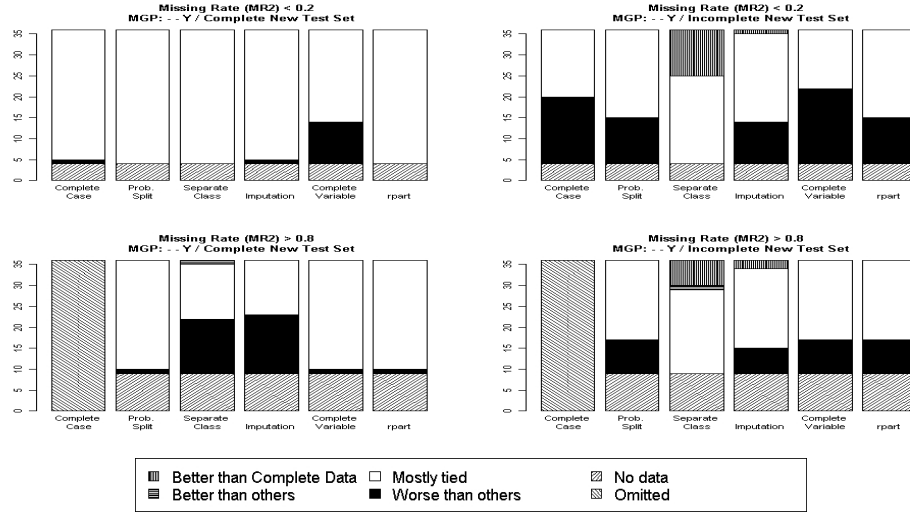 Missing Rate (MR2) < 0.2
MGP: - - Y / Complete New Test Set
35
30
25
20
15
10
5
0
Complete Case
Prob. Split
Separate Class
Imputation
Complete Variable
rpart
Missing Rate (MR2) < 0.2
MGP: - - Y / Incomplete New Test Set
35
30
25
20
15
10
5
0
Complete Case
Prob. Split
Separate Class
Imputation
Complete Variable
rpart
Missing Rate (MR2) > 0.8
MGP: - - Y / Complete New Test Set
35
30
25
20
15
10
5
0
Complete Case
Prob. Split
Separate Class
Imputation
Complete Variable
rpart
Missing Rate (MR2) > 0.8
MGP: - - Y / Incomplete New Test Set
35
30
25
20
15
10
5
0
Complete Case
Prob. Split
Separate Class
Imputation
Complete Variable
rpart
Better than Complete Data
Mostly tied
No data
Better than others
Worse than others
Omitted